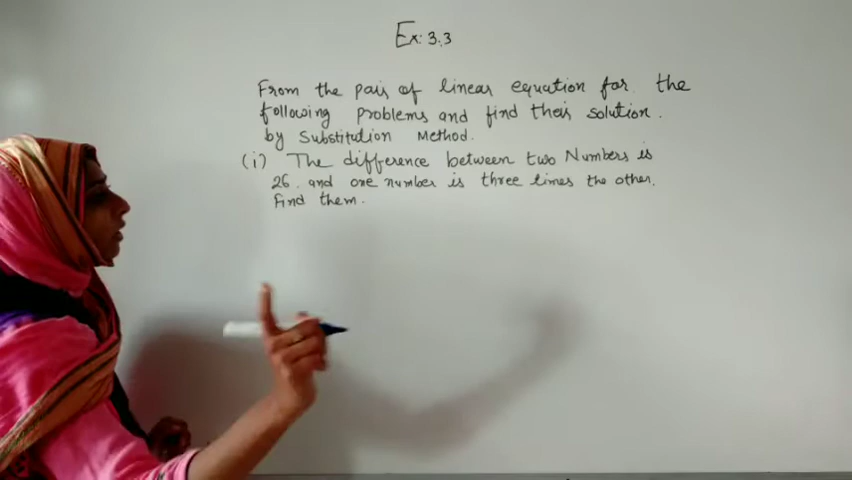 Ex: 3.3
From the pair of linear equation for the
following problems and find their solution.
by Substitution Method.
(i) The difference between two Numbers is
26. and one number is three times the other.
Find them.